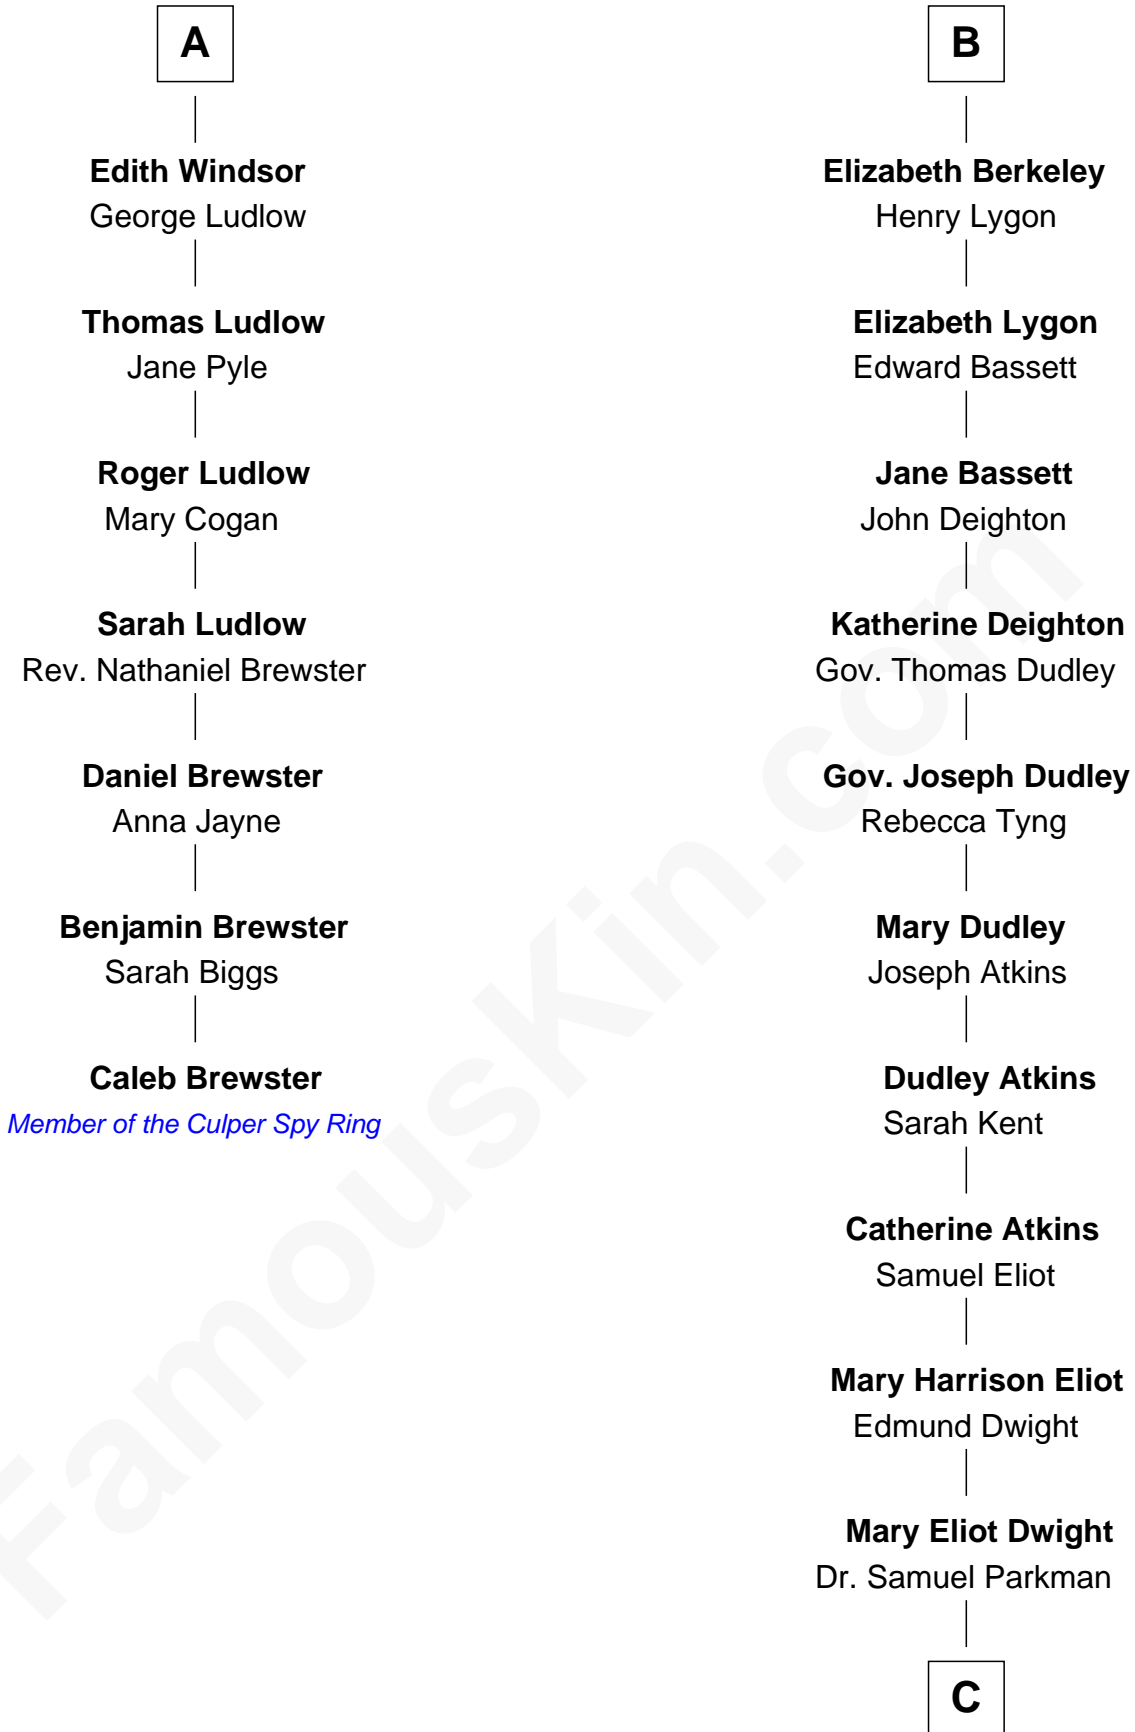 A
Edith Windsor
George Ludlow
Thomas Ludlow
Jane Pyle
Roger Ludlow
Mary Cogan
Sarah Ludlow
Rev. Nathaniel Brewster
Daniel Brewster
Anna Jayne
Benjamin Brewster
Sarah Biggs
Caleb Brewster
Member of the Culper Spy Ring
B
Elizabeth Berkeley
Henry Lygon
Elizabeth Lygon
Edward Bassett
Jane Bassett
John Deighton
Katherine Deighton
Gov. Thomas Dudley
Gov. Joseph Dudley
Rebecca Tyng
Mary Dudley
Joseph Atkins
Dudley Atkins
Sarah Kent
Catherine Atkins
Samuel Eliot
Mary Harrison Eliot
Edmund Dwight
Mary Eliot Dwight
Dr. Samuel Parkman
C
FamousKin.com